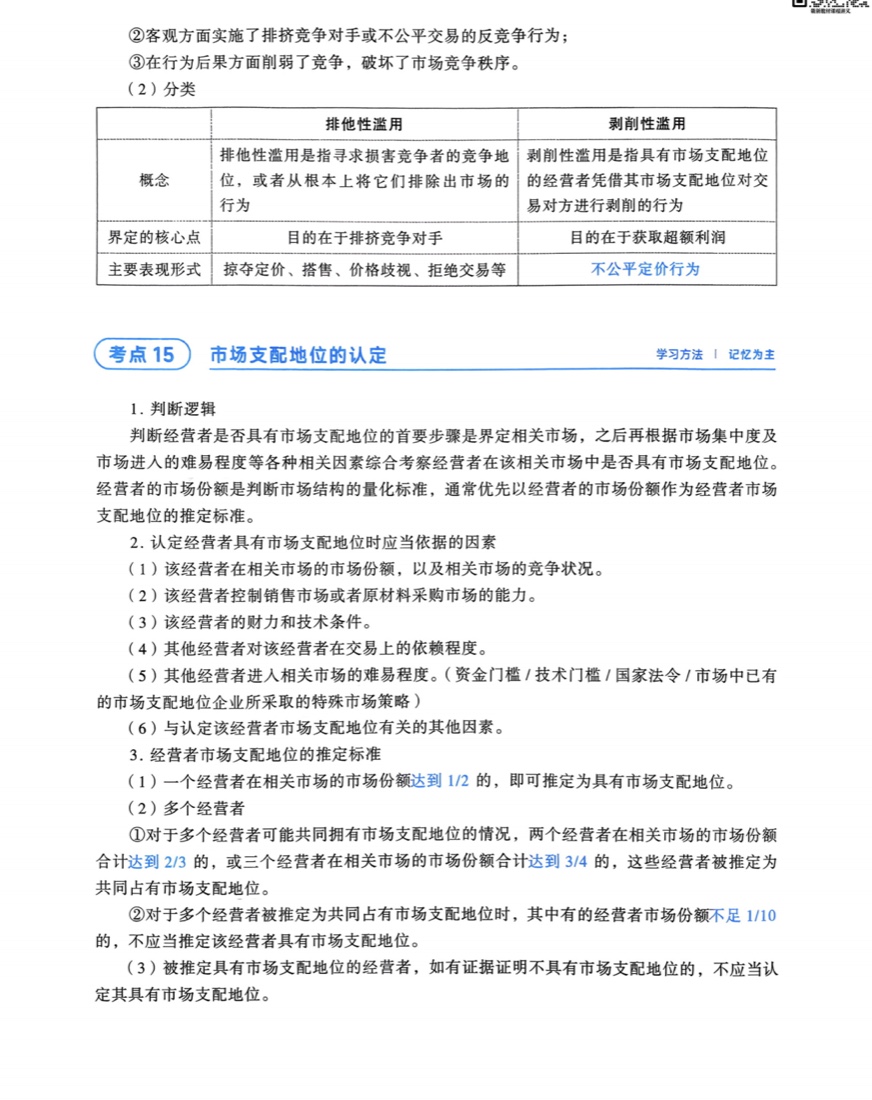 ②客观方面实施了排挤竞争对手或不公平交易的反竞争行为；
③在行为后果方面削弱了竞争，破坏了市场竞争秩序。
（2）分类
排他性滥用 剥削性滥用
概念
排他性滥用是指寻求损害竞争者的竞争地
位，或者从根本上将它们排除出市场的
行为
剥削性滥用是指具有市场支配地位
的经营者凭借其市场支配地位对交
易对方进行剥削的行为
界定的核心点 目的在于排挤竞争对手 目的在于获取超额利润
主要表现形式 掠夺定价、搭售、价格歧视、拒绝交易等 不公平定价行为
考点 15 市场支配地位的认定 学习方法 | 记忆为主
1. 判断逻辑
判断经营者是否具有市场支配地位的首要步骤是界定相关市场，之后再根据市场集中度及
市场进入的难易程度等各种相关因素综合考察经营者在该相关市场中是否具有市场支配地位。
经营者的市场份额是判断市场结构的量化标准，通常优先以经营者的市场份额作为经营者市场
支配地位的推定标准。
2. 认定经营者具有市场支配地位时应当依据的因素
（1）该经营者在相关市场的市场份额，以及相关市场的竞争状况。
（2）该经营者控制销售市场或者原材料采购市场的能力。
（3）该经营者的财力和技术条件。
（4）其他经营者对该经营者在交易上的依赖程度。
（5）其他经营者进入相关市场的难易程度。（资金门槛 / 技术门槛 / 国家法令 / 市场中已有
的市场支配地位企业所采取的特殊市场策略）
（6）与认定该经营者市场支配地位有关的其他因素。
3. 经营者市场支配地位的推定标准
（1）一个经营者在相关市场的市场份额达到 1/2 的，即可推定为具有市场支配地位。
（2）多个经营者
①对于多个经营者可能共同拥有市场支配地位的情况，两个经营者在相关市场的市场份额
合计达到 2/3 的，或三个经营者在相关市场的市场份额合计达到 3/4 的，这些经营者被推定为
共同占有市场支配地位。
②对于多个经营者被推定为共同占有市场支配地位时，其中有的经营者市场份额不足 1/10
的，不应当推定该经营者具有市场支配地位。
（3）被推定具有市场支配地位的经营者，如有证据证明不具有市场支配地位的，不应当认
定其具有市场支配地位。